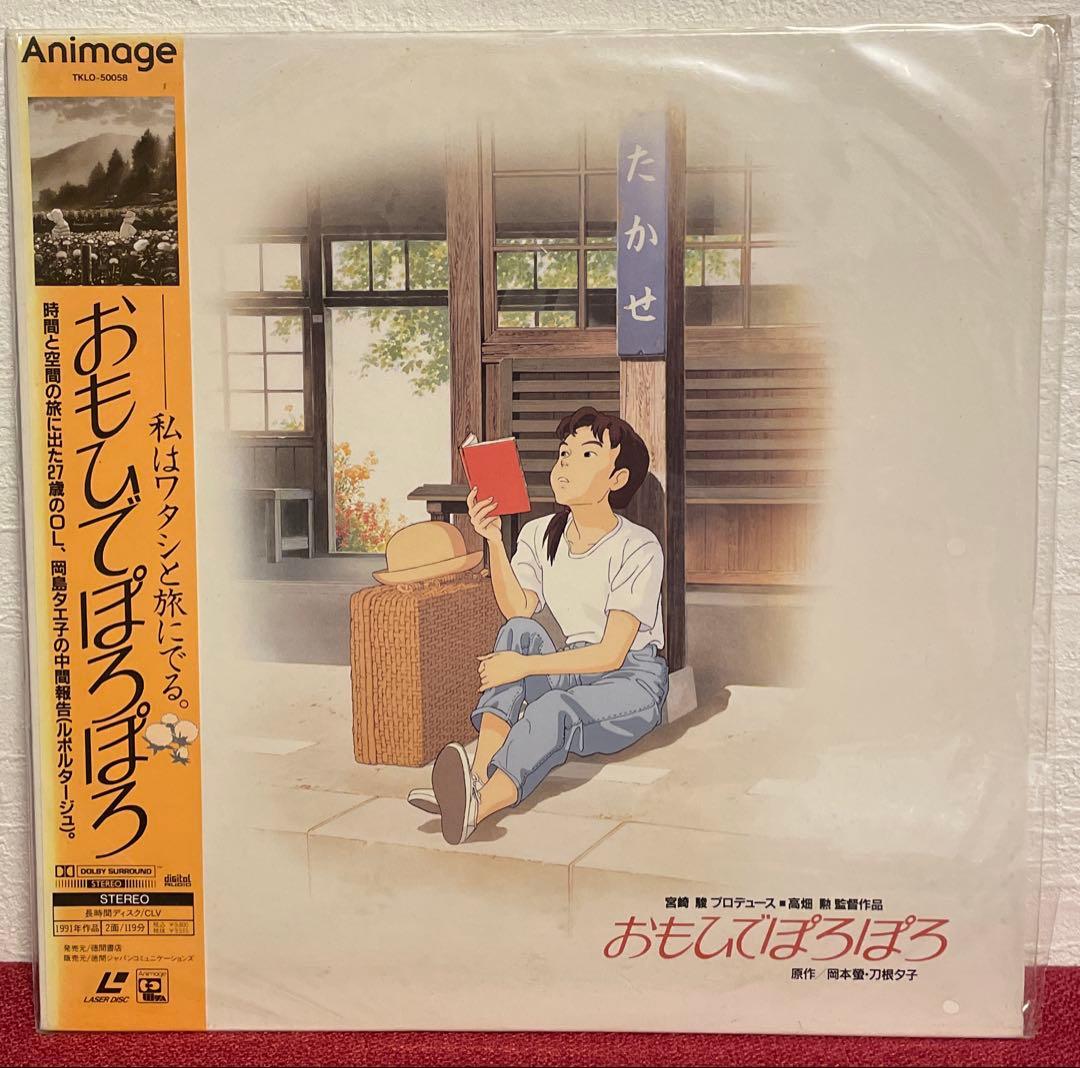 Animage
TKLO-50058
――私はワタシと旅にでる。
おもひでぽろぽろ
時間と空間の旅に出た27歳のOL、岡島タエ子の中間報告(ルポルタージュ)。
DOLBY SURROUND
STEREO
digital AUDIO
STEREO
長時間ディスク/CLV
1991年作品 2面/119分
税込 ¥9,800
発売元/徳間書店
販売元/徳間ジャパンコミュニケーションズ
LASER DISC
Animage
たかせ
宮崎 駿 プロデュース ■ 高畑 勲 監督作品
おもひでぽろぽろ
原作/岡本螢・刀根夕子